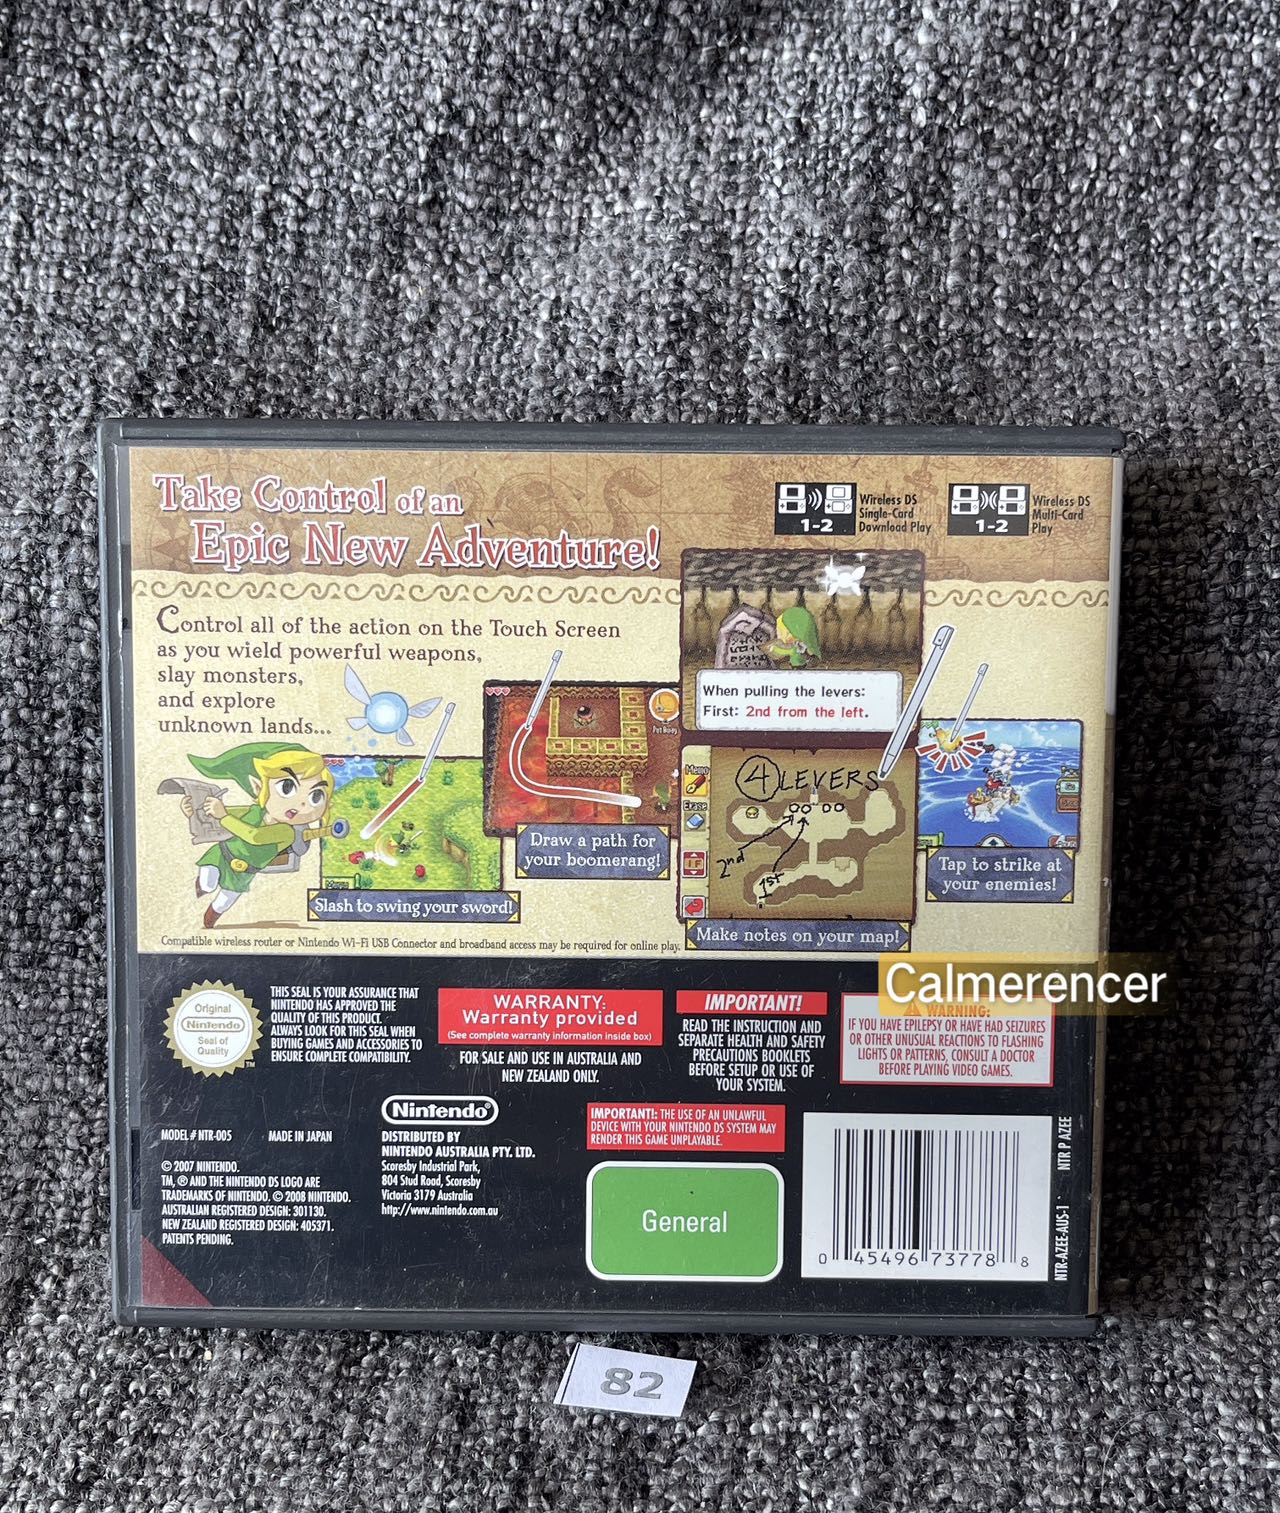 Take Control of an
Epic New Adventure!
1-2
Wireless DS
Single-Card
Download Play
1-2
Wireless DS
Multi-Card
Play
Control all of the action on the Touch Screen
as you wield powerful weapons,
slay monsters,
and explore
unknown lands...
When pulling the levers:
First: 2nd from the left.
Memo
Erase
4 LEVERS
2nd
1st
1F
Menu
Slash to swing your sword!
Draw a path for
your boomerang!
Make notes on your map!
Tap to strike at
your enemies!
Compatible wireless router or Nintendo Wi-Fi USB Connector and broadband access may be required for online play.
Calmerencer
Original
Nintendo
Seal of
Quality
TM
THIS SEAL IS YOUR ASSURANCE THAT
NINTENDO HAS APPROVED THE
QUALITY OF THIS PRODUCT.
ALWAYS LOOK FOR THIS SEAL WHEN
BUYING GAMES AND ACCESSORIES TO
ENSURE COMPLETE COMPATIBILITY.
WARRANTY:
Warranty provided
(See complete warranty information inside box)
FOR SALE AND USE IN AUSTRALIA AND
NEW ZEALAND ONLY.
IMPORTANT!
READ THE INSTRUCTION AND
SEPARATE HEALTH AND SAFETY
PRECAUTIONS BOOKLETS
BEFORE SETUP OR USE OF
YOUR SYSTEM.
WARNING:
IF YOU HAVE EPILEPSY OR HAVE HAD SEIZURES
OR OTHER UNUSUAL REACTIONS TO FLASHING
LIGHTS OR PATTERNS, CONSULT A DOCTOR
BEFORE PLAYING VIDEO GAMES.
MODEL # NTR-005 MADE IN JAPAN
© 2007 NINTENDO.
TM, ® AND THE NINTENDO DS LOGO ARE
TRADEMARKS OF NINTENDO. © 2008 NINTENDO.
AUSTRALIAN REGISTERED DESIGN: 301130.
NEW ZEALAND REGISTERED DESIGN: 405371.
PATENTS PENDING.
Nintendo
DISTRIBUTED BY
NINTENDO AUSTRALIA PTY. LTD.
Scoresby Industrial Park,
804 Stud Road, Scoresby
Victoria 3179 Australia
http://www.nintendo.com.au
IMPORTANT!: THE USE OF AN UNLAWFUL
DEVICE WITH YOUR NINTENDO DS SYSTEM MAY
RENDER THIS GAME UNPLAYABLE.
General
0 45496 73778 8
NTR-AZEE-AUS-1 NTR P AZEE
82